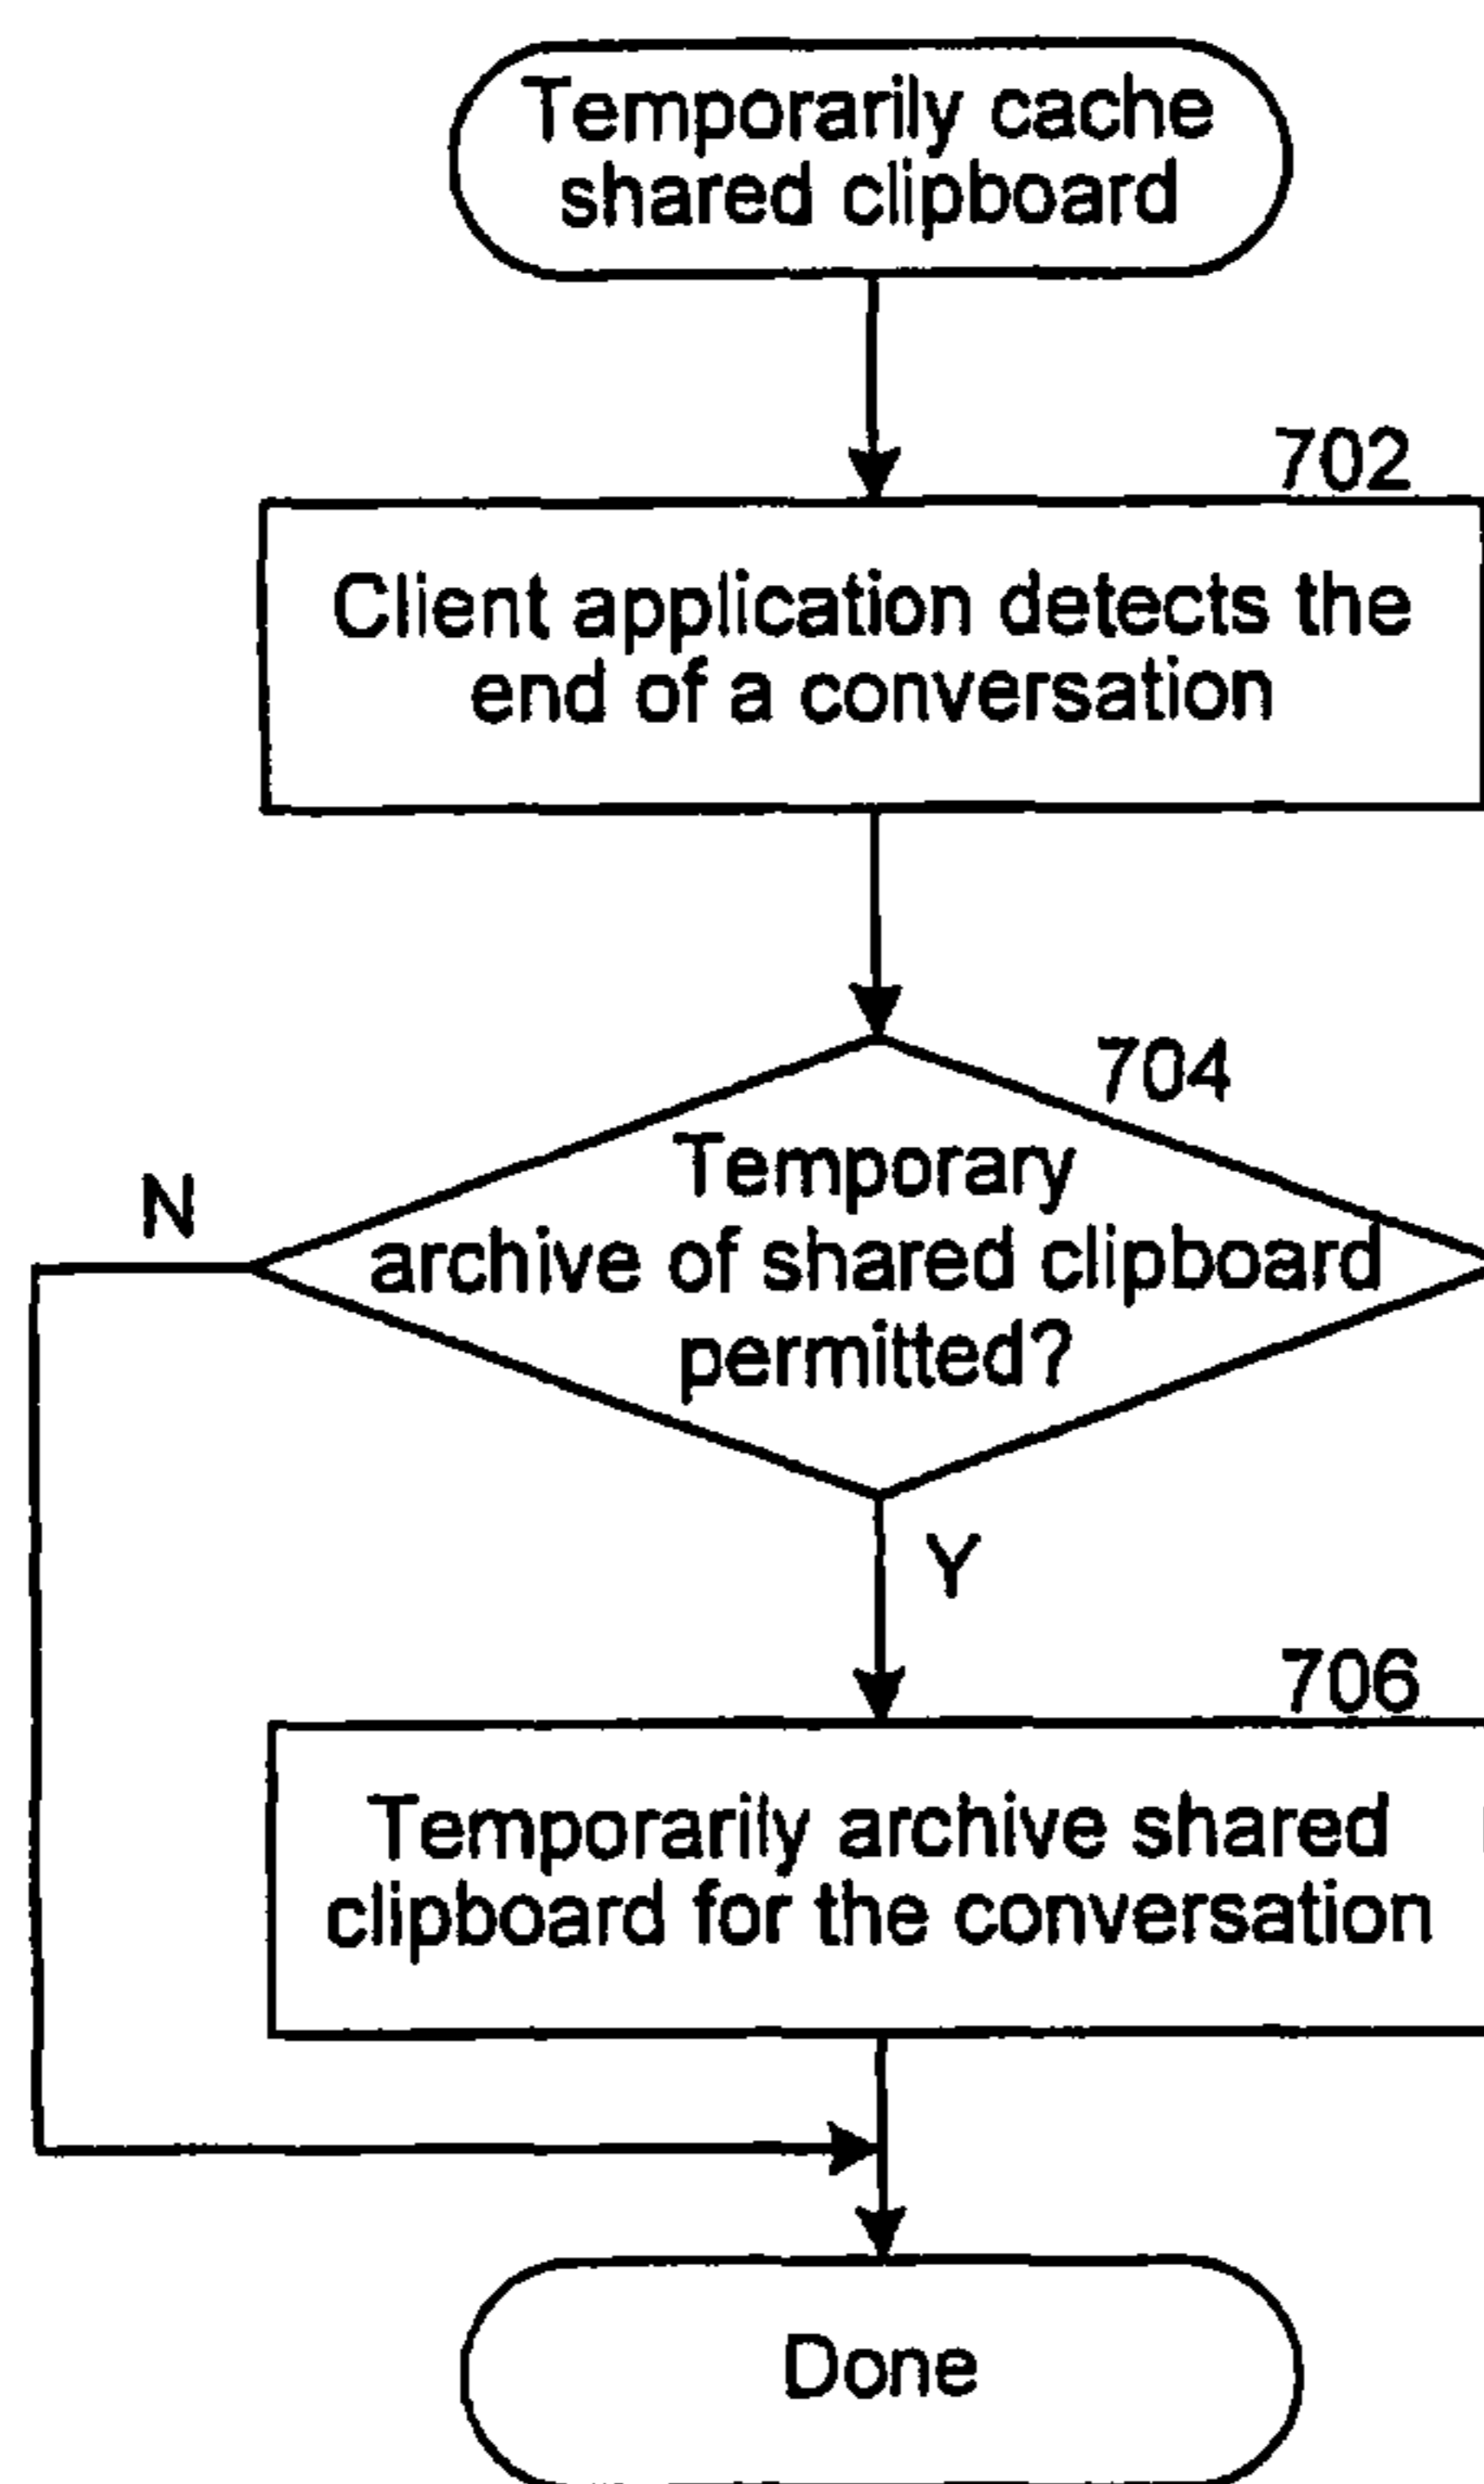 Temporarily cache
shared clipboard
702
Client application detects the
end of a conversation
704
Temporary
archive of shared clipboard
permitted?
N
Y
706
Temporarily archive shared
clipboard for the conversation
Done